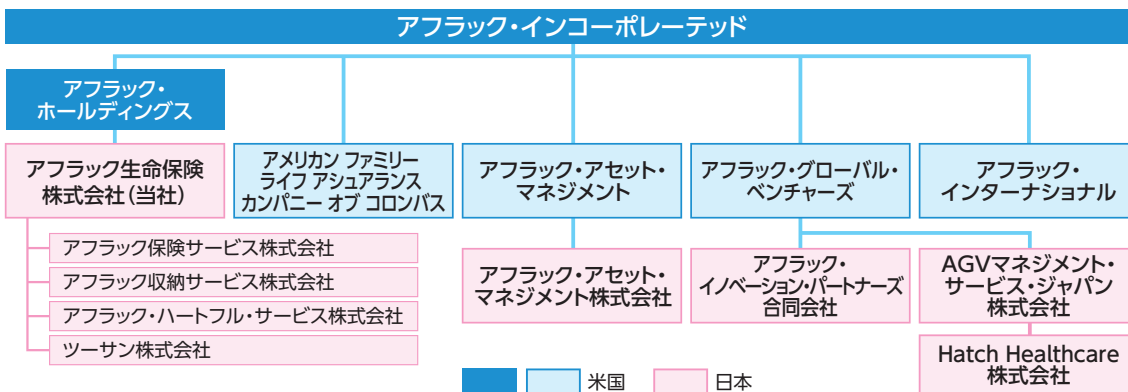 アフラック・インコーポレーテッド
アフラック・
ホールディングス
アフラック生命保険
株式会社(当社)
アメリカン ファミリー
ライフ アシュアランス
カンパニー オブ コロンバス
アフラック・アセット・
マネジメント
アフラック・グローバル・
ベンチャーズ
アフラック・
インターナショナル
アフラック保険サービス株式会社
アフラック収納サービス株式会社
アフラック・ハートフル・サービス株式会社
ツーサン株式会社
アフラック・アセット・
マネジメント株式会社
アフラック・
イノベーション・パートナーズ
合同会社
AGVマネジメント・
サービス・ジャパン
株式会社
Hatch Healthcare
株式会社
米国
日本